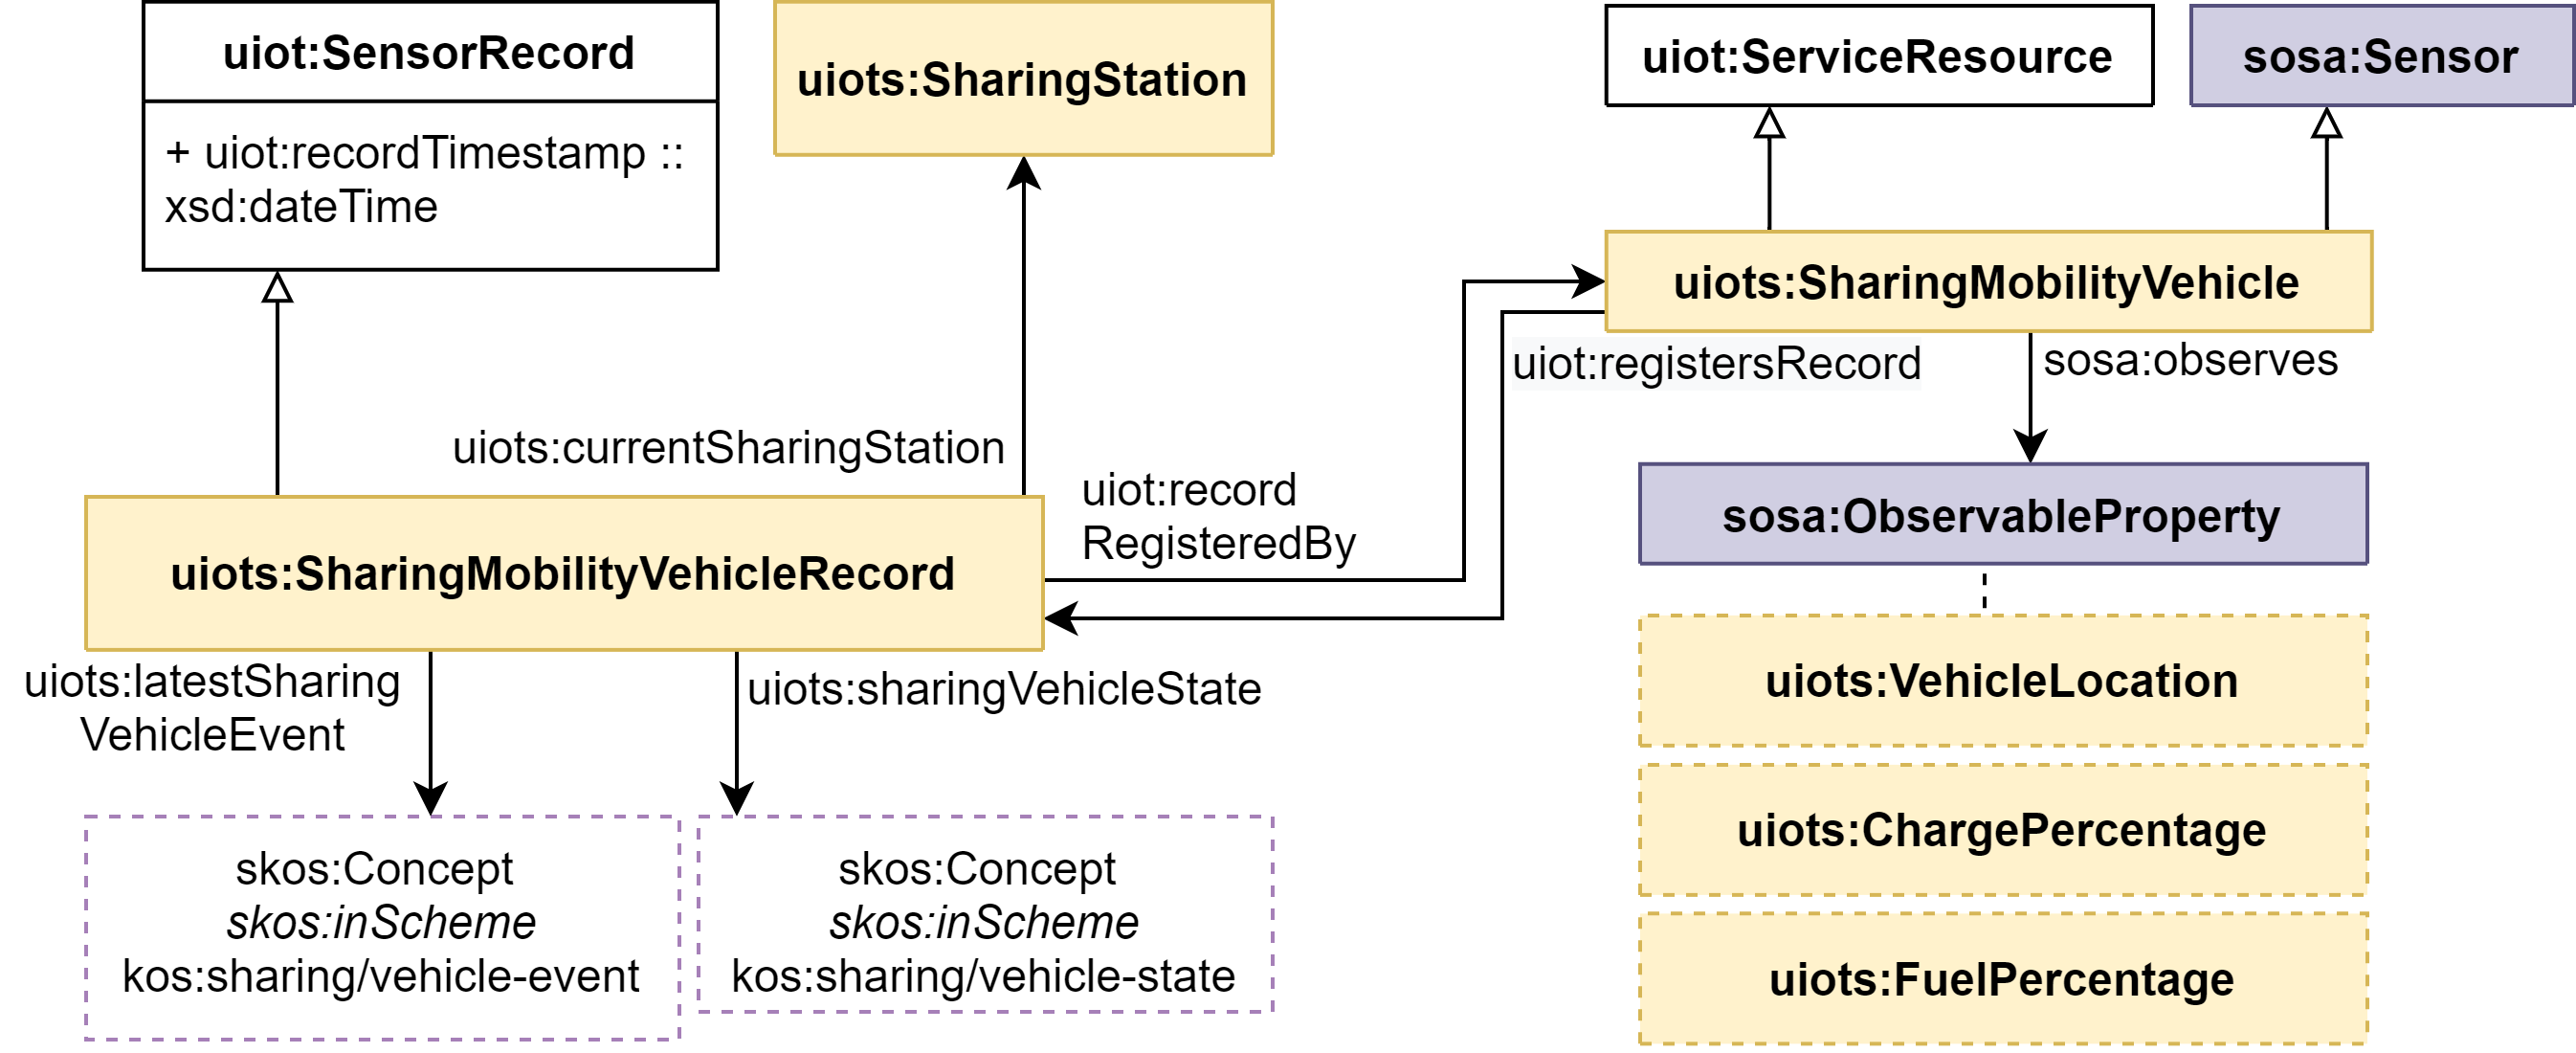 uiot:SensorRecord
+ uiot:recordTimestamp ::
xsd:dateTime
uiots:SharingStation
uiot:ServiceResource
sosa:Sensor
uiots:SharingMobilityVehicle
uiot:registersRecord
sosa:observes
uiots:currentSharingStation
uiot:record
RegisteredBy
sosa:ObservableProperty
uiots:SharingMobilityVehicleRecord
uiots:latestSharing
VehicleEvent
uiots:sharingVehicleState
uiots:VehicleLocation
uiots:ChargePercentage
uiots:FuelPercentage
skos:Concept
skos:inScheme
kos:sharing/vehicle-event
skos:Concept
skos:inScheme
kos:sharing/vehicle-state